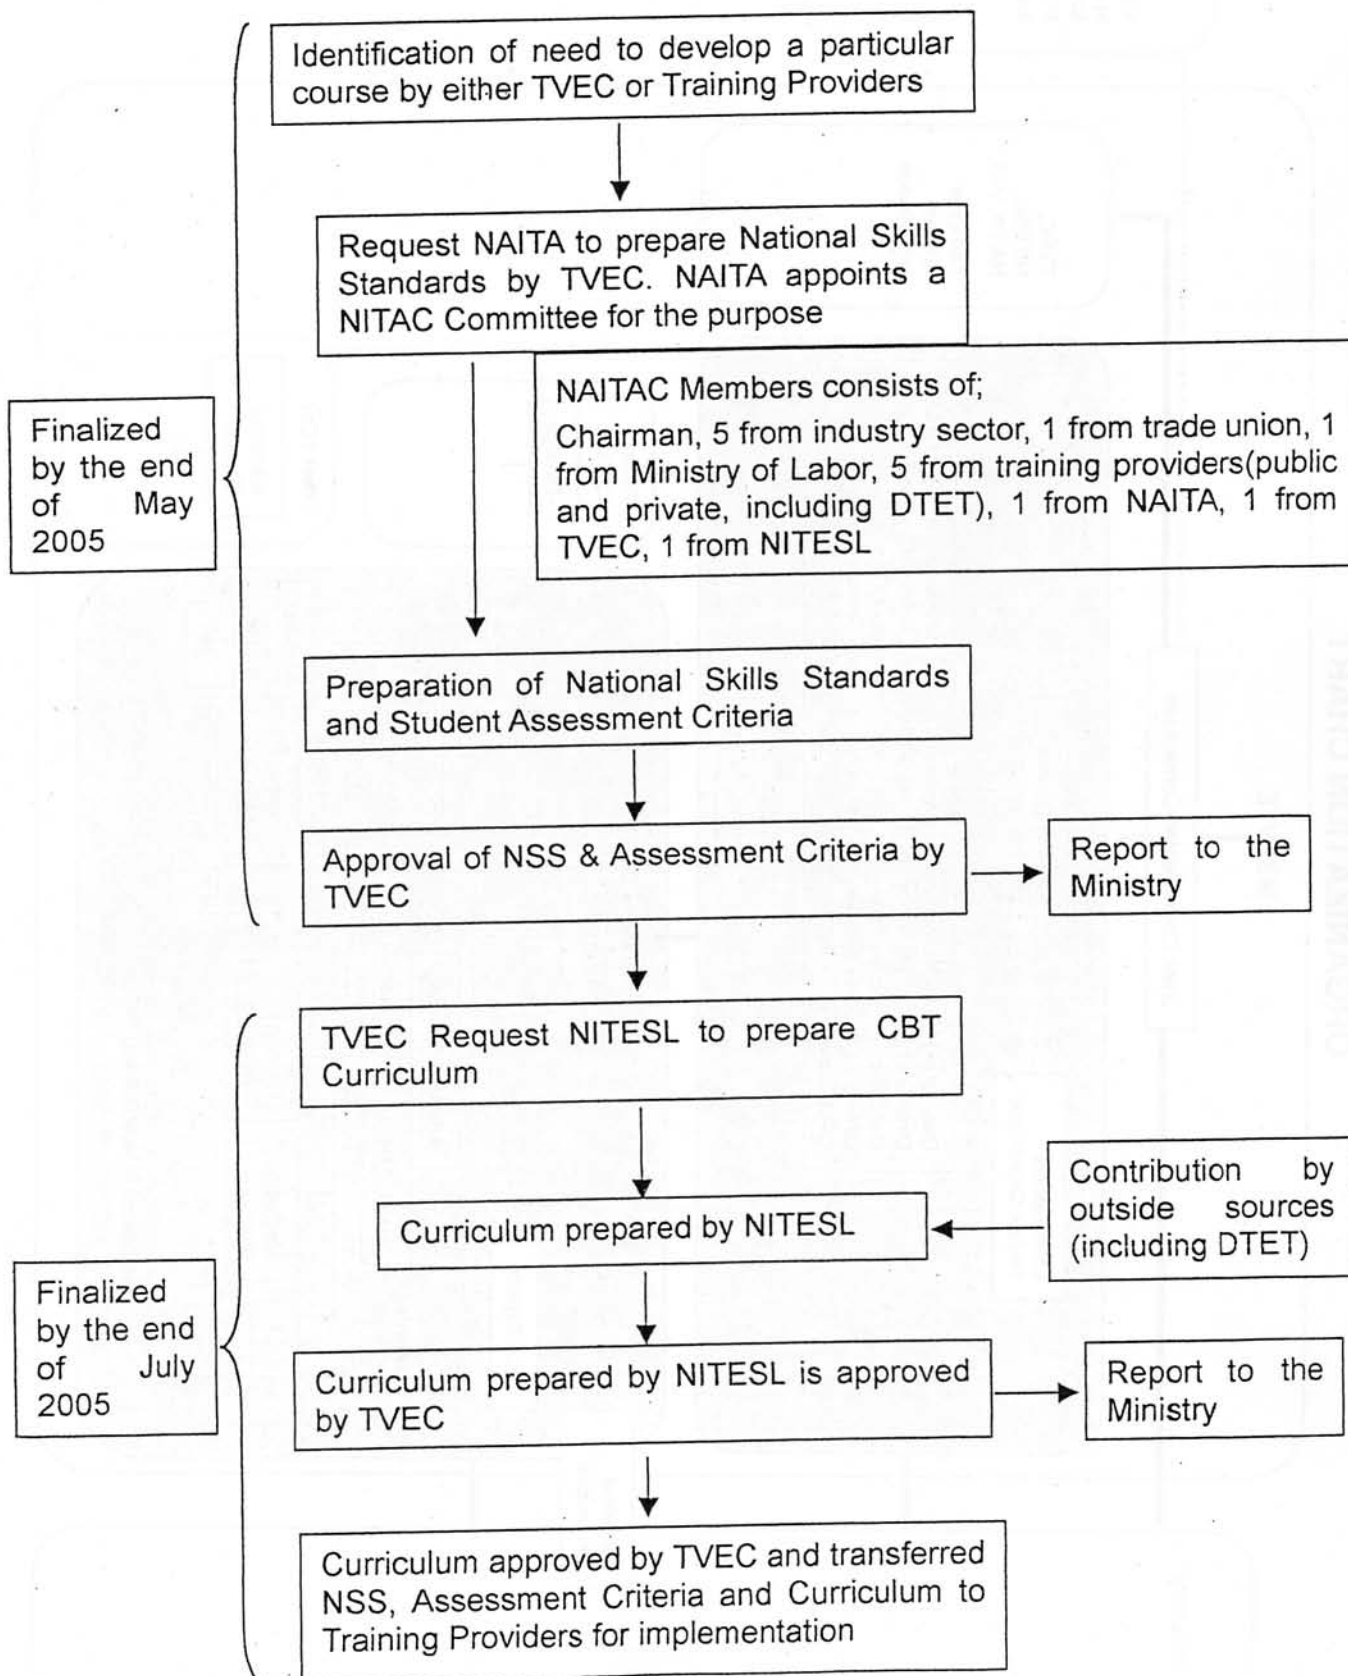 Identification of need to develop a particular
course by either TVEC or Training Providers
Request NAITA to prepare National Skills
Standards by TVEC. NAITA appoints a
NITAC Committee for the purpose
NAITAC Members consists of;
Chairman, 5 from industry sector, 1 from trade union, 1
from Ministry of Labor, 5 from training providers(public
and private, including DTET), 1 from NAITA, 1 from
TVEC, 1 from NITESL
Finalized
by the end
of May
2005
Preparation of National Skills Standards
and Student Assessment Criteria
Approval of NSS & Assessment Criteria by
TVEC
Report to the
Ministry
TVEC Request NITESL to prepare CBT
Curriculum
Contribution by
outside sources
(including DTET)
Curriculum prepared by NITESL
Finalized
by the end
of July
2005
Curriculum prepared by NITESL is approved
by TVEC
Report to the
Ministry
Curriculum approved by TVEC and transferred
NSS, Assessment Criteria and Curriculum to
Training Providers for implementation
ORGANIZATION CHART